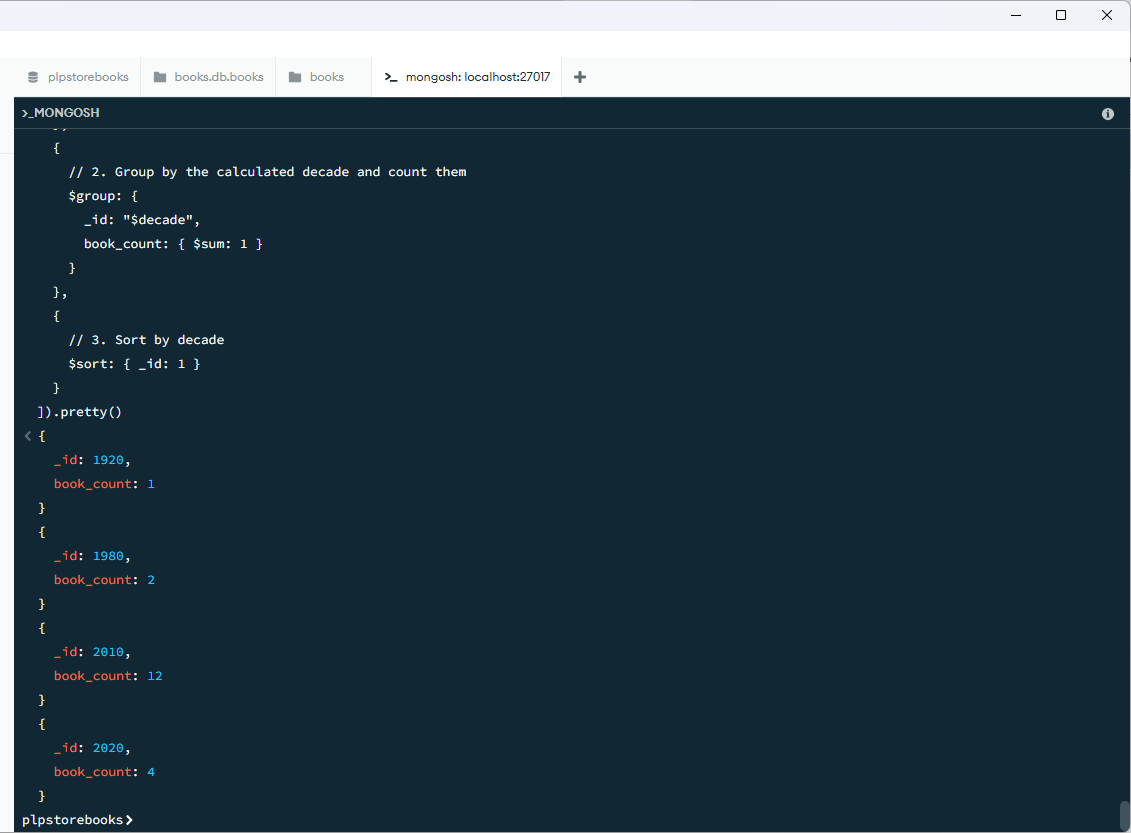 plpstorebooks books.db.books books >_ mongosh: localhost:27017 +
>_MONGOSH
{
// 2. Group by the calculated decade and count them
$group: {
_id: "$decade",
book_count: { $sum: 1 }
}
},
{
// 3. Sort by decade
$sort: { _id: 1 }
}
]).pretty()
< {
_id: 1920,
book_count: 1
}
{
_id: 1980,
book_count: 2
}
{
_id: 2010,
book_count: 12
}
{
_id: 2020,
book_count: 4
}
plpstorebooks>